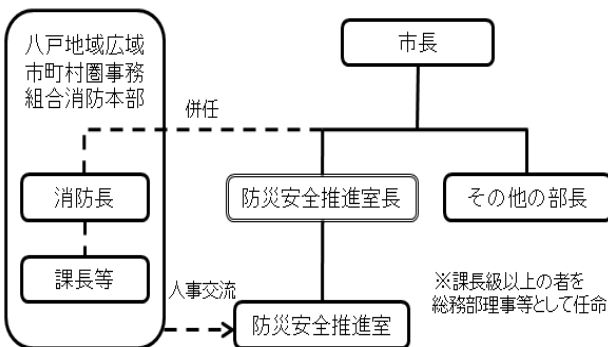 八戸地域広域
市町村圏事務
組合消防本部
市長
併任
消防長
防災安全推進室長
その他の部長
課長等
人事交流
※課長級以上の者を
総務部理事等として任命
防災安全推進室